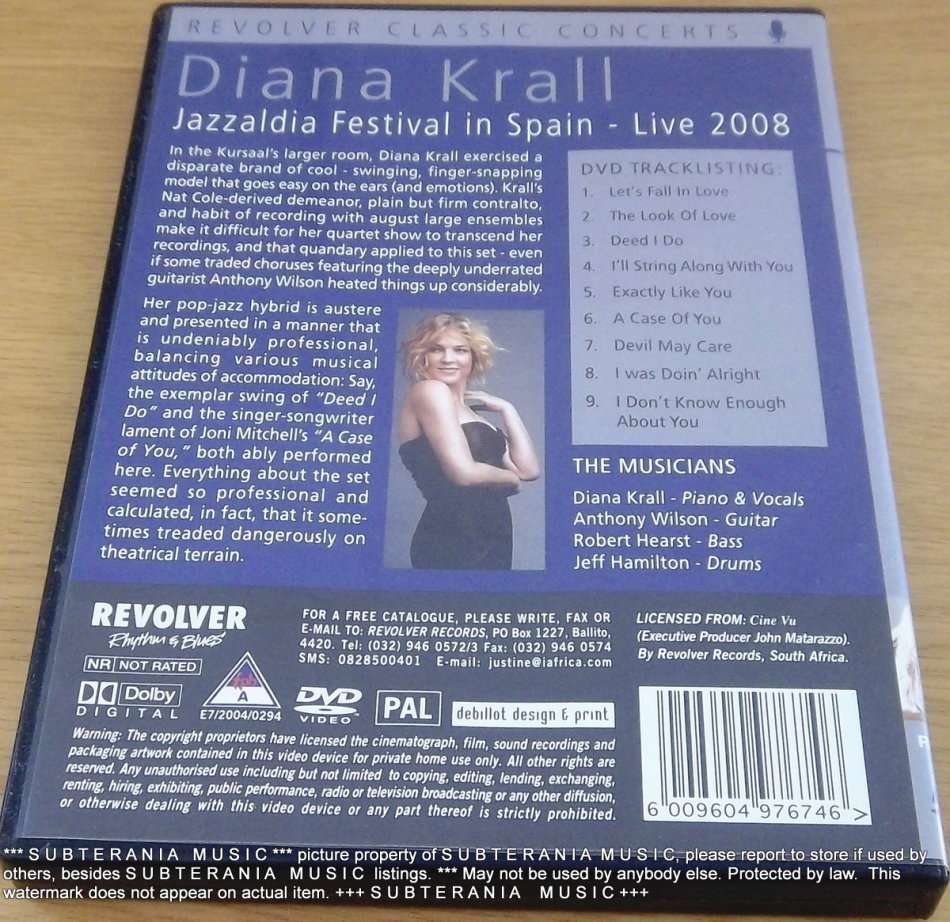 REVOLVER CLASSIC CONCERTS
Diana Krall
Jazzaldia Festival in Spain - Live 2008
In the Kursaal's larger room, Diana Krall exercised a
disparate brand of cool - swinging, finger-snapping
model that goes easy on the ears (and emotions). Krall's
Nat Cole-derived demeanor, plain but firm contralto,
and habit of recording with august large ensembles
make it difficult for her quartet show to transcend her
recordings, and that quandary applied to this set - even
if some traded choruses featuring the deeply underrated
guitarist Anthony Wilson heated things up considerably.
Her pop-jazz hybrid is austere
and presented in a manner that
is undeniably professional,
balancing various musical
attitudes of accommodation: Say,
the exemplar swing of "Deed I
Do" and the singer-songwriter
lament of Joni Mitchell's "A Case
of You," both ably performed
here. Everything about the set
seemed so professional and
calculated, in fact, that it some-
times treaded dangerously on
theatrical terrain.
DVD TRACKLISTING:
1. Let's Fall In Love
2. The Look Of Love
3. Deed I Do
4. I'll String Along With You
5. Exactly Like You
6. A Case Of You
7. Devil May Care
8. I was Doin' Alright
9. I Don't Know Enough
About You
THE MUSICIANS
Diana Krall - Piano & Vocals
Anthony Wilson - Guitar
Robert Hearst - Bass
Jeff Hamilton - Drums
REVOLVER
Rhythm & Blues
NR NOT RATED
Dolby
DIGITAL
A
E7/2004/0294
FOR A FREE CATALOGUE, PLEASE WRITE, FAX OR
E-MAIL TO: REVOLVER RECORDS, PO Box 1227, Ballito,
4420. Tel: (032) 946 0572/3 Fax: (032) 946 0574
SMS: 0828500401 E-mail: justine@iafrica.com
DVD
VIDEO
PAL
debillot design & print
LICENSED FROM: Cine Vu
(Executive Producer John Matarazzo).
By Revolver Records, South Africa.
Warning: The copyright proprietors have licensed the cinematograph, film, sound recordings and
packaging artwork contained in this video device for private home use only. All other rights are
reserved. Any unauthorised use including but not limited to copying, editing, lending, exchanging,
renting, hiring, exhibiting, public performance, radio or television broadcasting or any other diffusion,
or otherwise dealing with this video device or any part thereof is strictly prohibited.
6 009604 976746 >
*** SUBTERANIA MUSIC *** picture property of SUBTERANIA MUSIC, please report to store if used by
others, besides SUBTERANIA MUSIC listings. *** May not be used by anybody else. Protected by law. This
watermark does not appear on actual item. +++ SUBTERANIA MUSIC +++